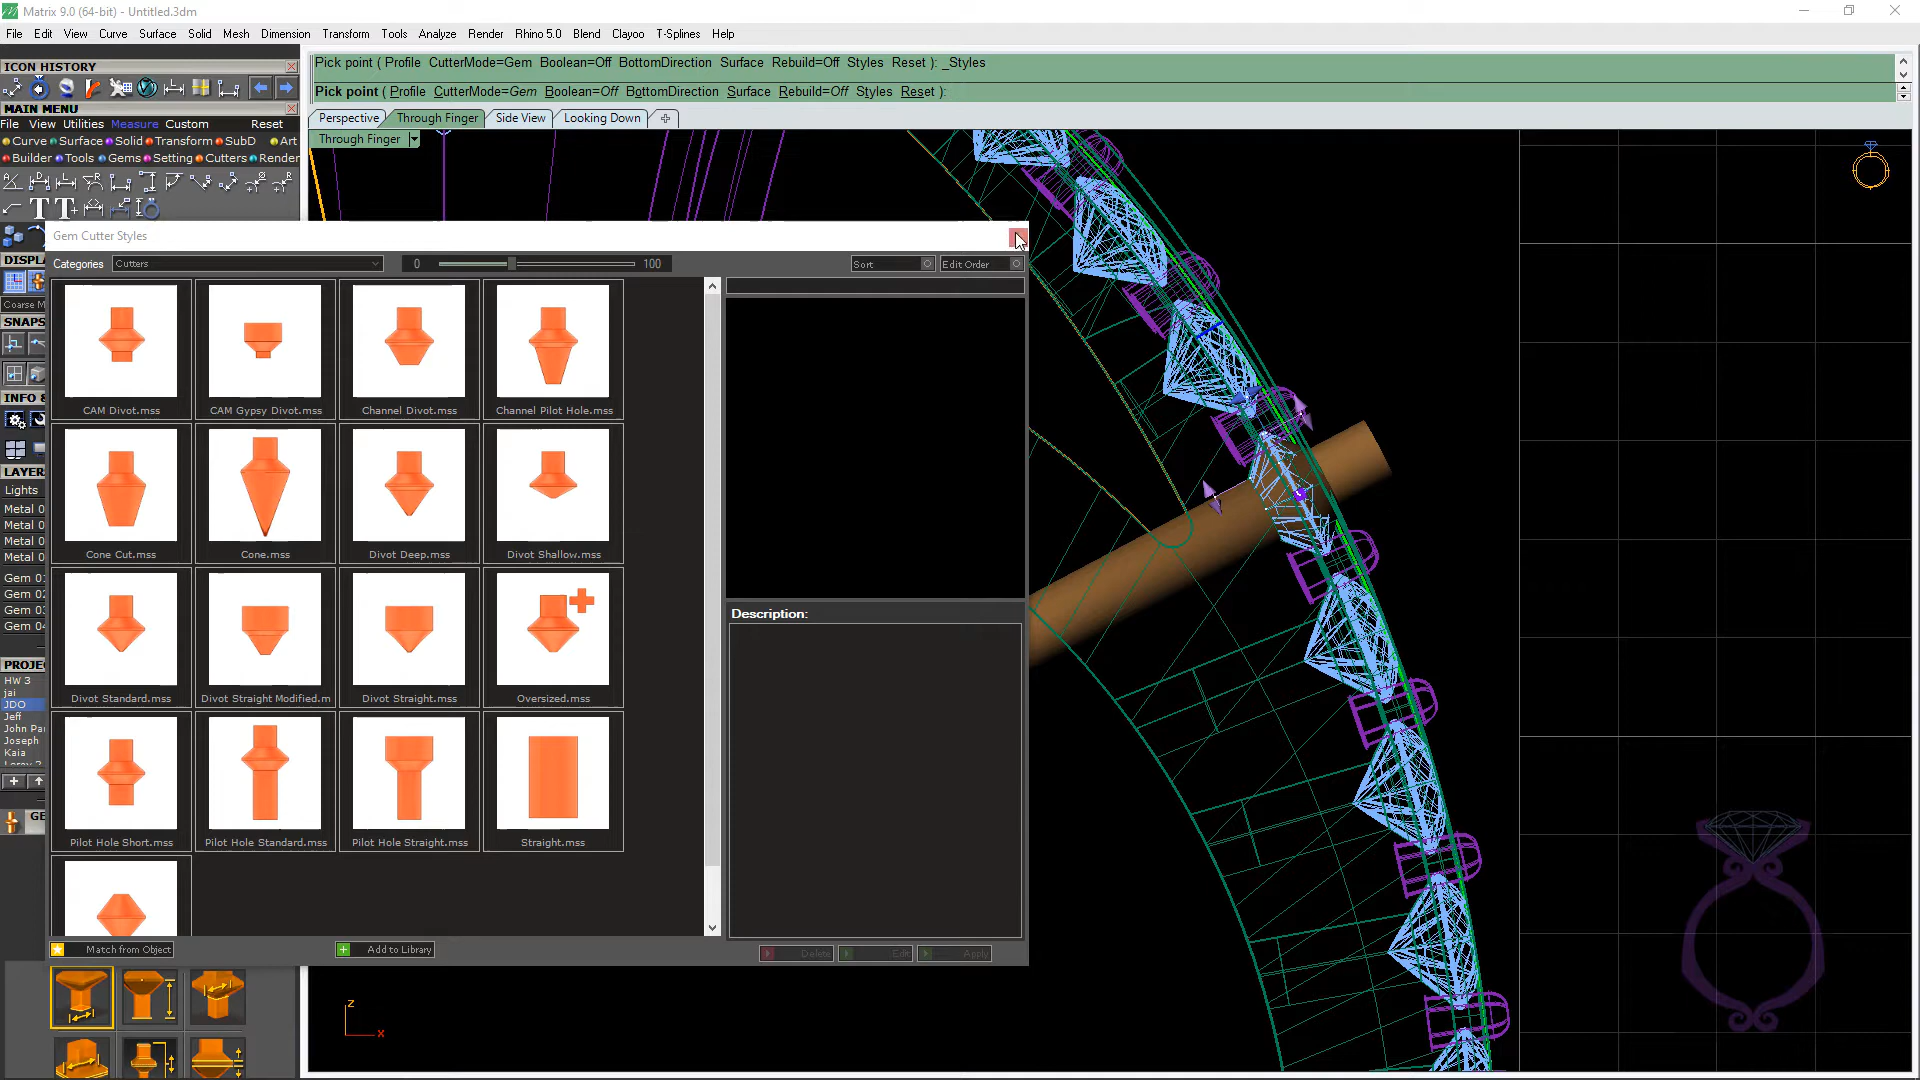 Matrix 9.0 (64-bit) - Untitled.3dm
File Edit View Curve Surface Solid Mesh Dimension Transform Tools Analyze Render Rhino 5.0 Blend Clayoo T-Splines Help
ICON HISTORY
Pick point ( Profile CutterMode=Gem Boolean=Off BottomDirection Surface Rebuild=Off Styles Reset ): _Styles
Pick point ( Profile CutterMode=Gem Boolean=Off BottomDirection Surface Rebuild=Off Styles Reset ):
MAIN MENU
File View Utilities Measure Custom Reset
Perspective Through Finger Side View Looking Down
Through Finger
Curve Surface Solid Transform SubD Art
Builder Tools Gems Setting Cutters Render
Gem Cutter Styles
DISPL
Categories Cutters 0 100 Sort Edit Order
Coarse M
SNAPS
INFO &
LAYER
Lights
Metal 0
Metal 0
Metal 0
Metal 0
Gem 01
Gem 02
Gem 03
Gem 04
PROJEC
HW 3
jai
JDO
Jeff
John Pa
Joseph
Kaia
GE
CAM Divot.mss CAM Gypsy Divot.mss Channel Divot.mss Channel Pilot Hole.mss
Cone Cut.mss Cone.mss Divot Deep.mss Divot Shallow.mss
Divot Standard.mss Divot Straight Modified.m Divot Straight.mss Oversized.mss
Pilot Hole Short.mss Pilot Hole Standard.mss Pilot Hole Straight.mss Straight.mss
Description:
Match from Object Add to Library Delete Edit Apply
z
x